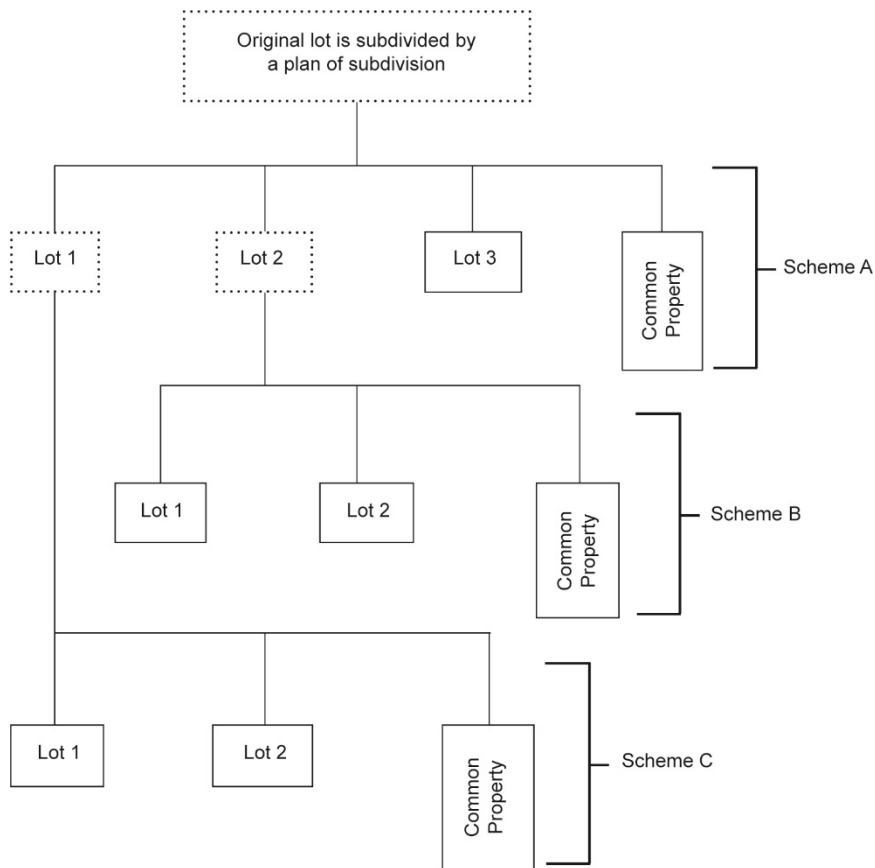 Original lot is subdivided by
a plan of subdivision
Lot 1
Lot 2
Lot 3
Common
Property
Scheme A
Lot 1
Lot 2
Common
Property
Scheme B
Lot 1
Lot 2
Common
Property
Scheme C